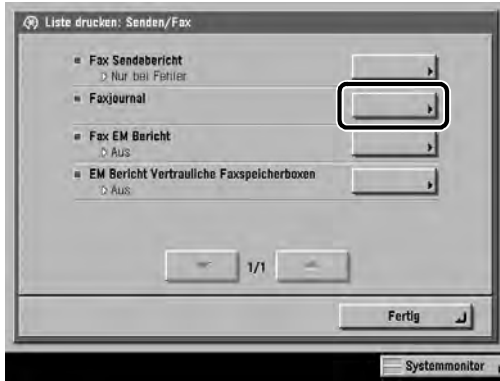 Liste drucken: Senden/Fax
Fax Sendebericht
Nur bei Fehler
Faxjournal
Fax EM Bericht
Aus
EM Bericht Vertrauliche Faxspeicherboxen
Aus
1/1
Fertig
Systemmonitor